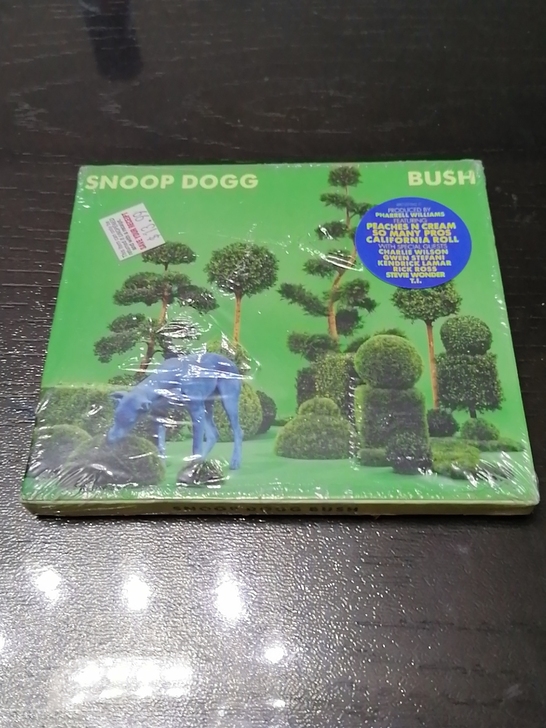 SNOOP DOGG
BUSH
PRODUCED BY
PHARRELL WILLIAMS
FEATURING
PEACHES N CREAM
SO MANY PROS
CALIFORNIA ROLL
WITH SPECIAL GUESTS
CHARLIE WILSON
GWEN STEFANI
KENDRICK LAMAR
RICK ROSS
STEVIE WONDER
T.I.
SNOOP DOGG BUSH